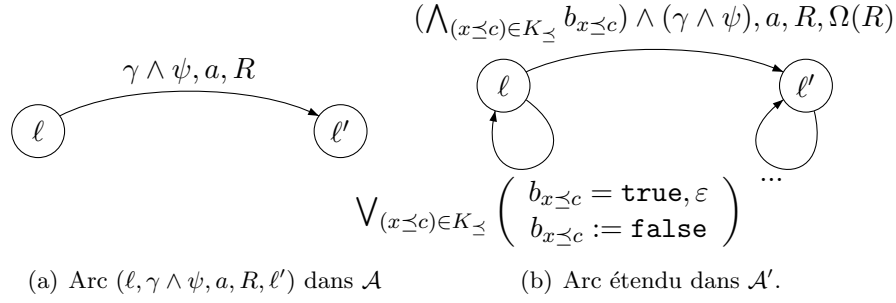 (⋀_{(x⪯c)∈K_⪯} b_{x⪯c}) ∧ (γ ∧ ψ), a, R, Ω(R)
γ ∧ ψ, a, R
ℓ ℓ′ ℓ ℓ′
...
⋁_{(x⪯c)∈K_⪯} ( b_{x⪯c} = true, ε
b_{x⪯c} := false )
(a) Arc (ℓ, γ ∧ ψ, a, R, ℓ′) dans 𝒜
(b) Arc étendu dans 𝒜′.